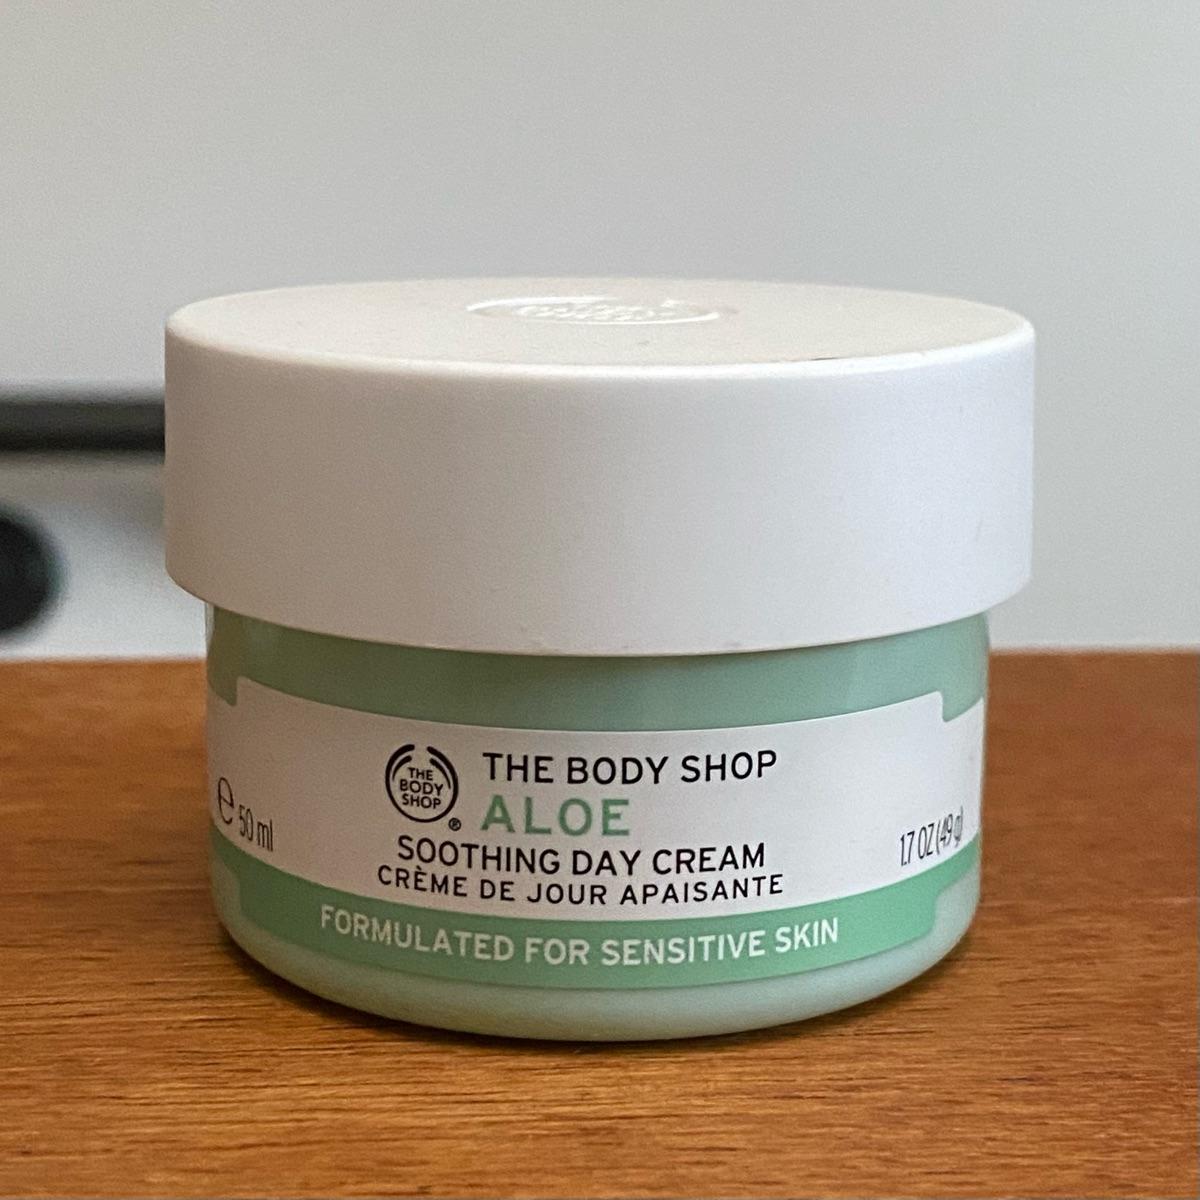 THE BODY SHOP
THE
BODY
SHOP
®
ALOE
SOOTHING DAY CREAM
CRÈME DE JOUR APAISANTE
℮ 50 ml
1.7 OZ (49 g)
FORMULATED FOR SENSITIVE SKIN